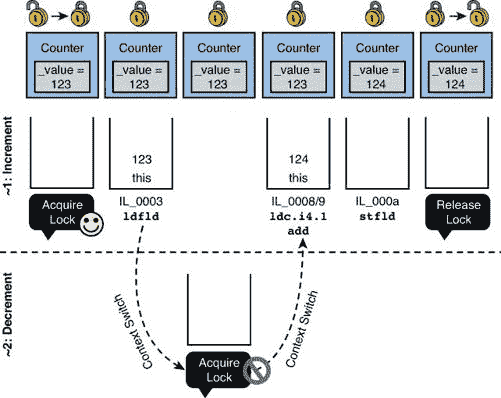 Counter Counter Counter Counter Counter Counter
_value = _value = _value = _value = _value = _value =
123 123 123 123 124 124
~1: Increment
123 124
this this
Acquire
Lock
IL_0003
ldfld
IL_0008/9
ldc.i4.1
add
IL_000a
stfld
Release
Lock
~2: Decrement
Context Switch
Context Switch
Acquire
Lock